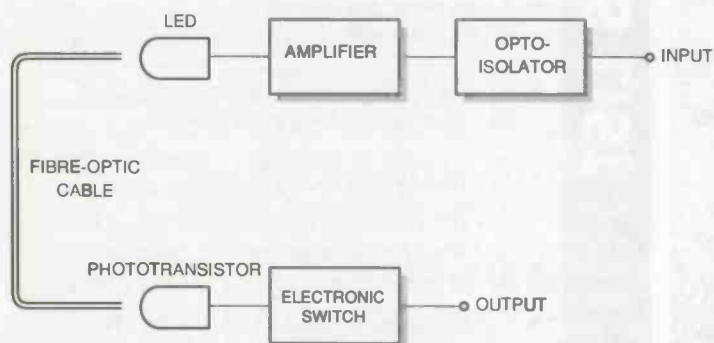 LED
AMPLIFIER
OPTO-
ISOLATOR
INPUT
FIBRE-OPTIC
CABLE
PHOTOTRANSISTOR
ELECTRONIC
SWITCH
OUTPUT